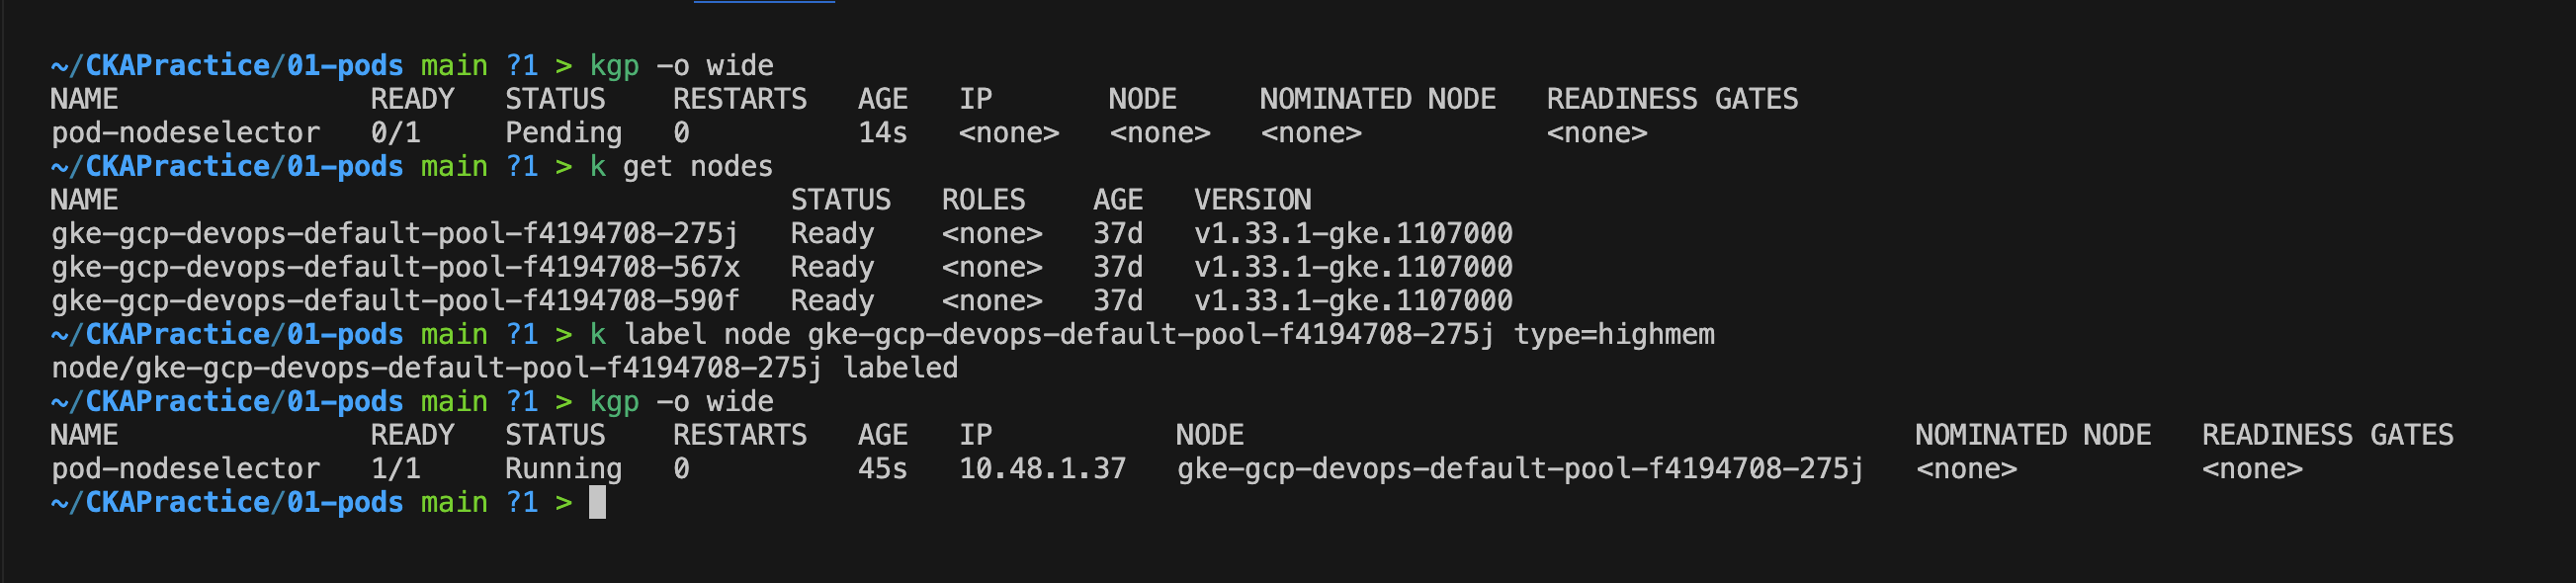 ~/CKAPractice/01-pods main ?1 > kgp -o wide
NAME READY STATUS RESTARTS AGE IP NODE NOMINATED NODE READINESS GATES
pod-nodeselector 0/1 Pending 0 14s <none> <none> <none> <none>
~/CKAPractice/01-pods main ?1 > k get nodes
NAME STATUS ROLES AGE VERSION
gke-gcp-devops-default-pool-f4194708-275j Ready <none> 37d v1.33.1-gke.1107000
gke-gcp-devops-default-pool-f4194708-567x Ready <none> 37d v1.33.1-gke.1107000
gke-gcp-devops-default-pool-f4194708-590f Ready <none> 37d v1.33.1-gke.1107000
~/CKAPractice/01-pods main ?1 > k label node gke-gcp-devops-default-pool-f4194708-275j type=highmem
node/gke-gcp-devops-default-pool-f4194708-275j labeled
~/CKAPractice/01-pods main ?1 > kgp -o wide
NAME READY STATUS RESTARTS AGE IP NODE NOMINATED NODE READINESS GATES
pod-nodeselector 1/1 Running 0 45s 10.48.1.37 gke-gcp-devops-default-pool-f4194708-275j <none> <none>
~/CKAPractice/01-pods main ?1 >